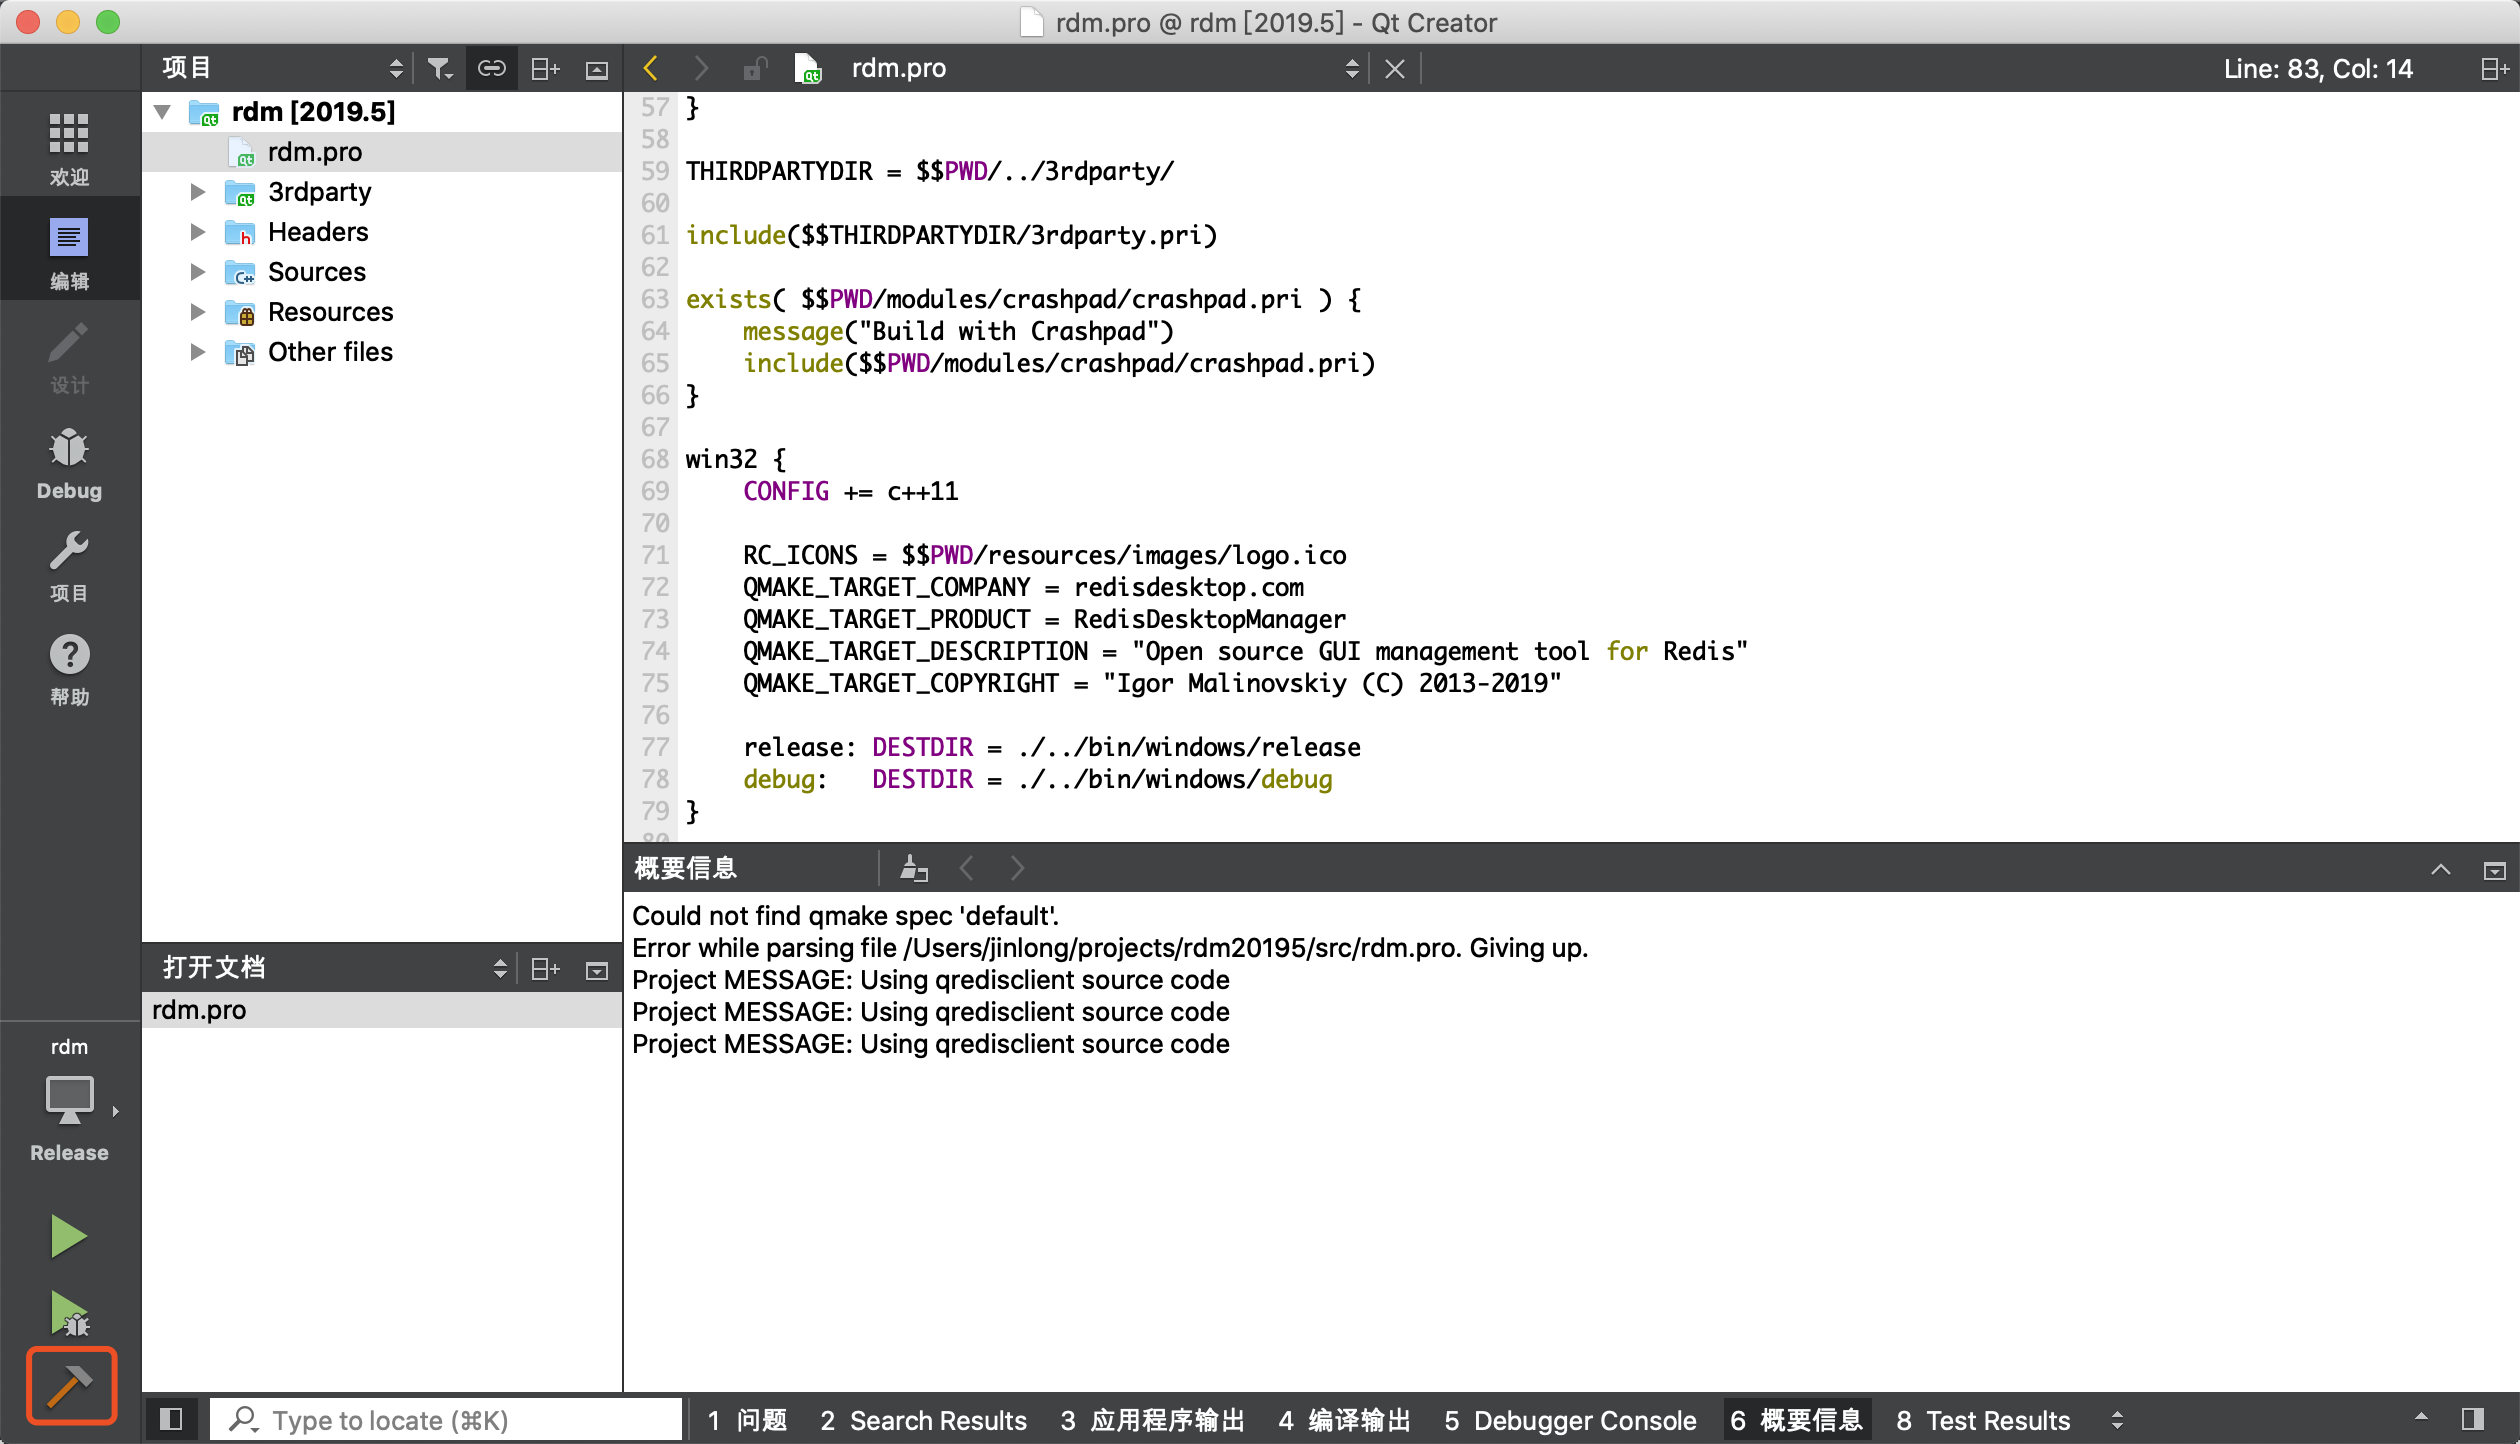 rdm.pro @ rdm [2019.5] - Qt Creator
项目
rdm.pro
Line: 83, Col: 14
欢迎
编辑
设计
Debug
项目
帮助
rdm [2019.5]
rdm.pro
3rdparty
Headers
Sources
Resources
Other files
57 }
58
59 THIRDPARTYDIR = $$PWD/../3rdparty/
60
61 include($$THIRDPARTYDIR/3rdparty.pri)
62
63 exists( $$PWD/modules/crashpad/crashpad.pri ) {
64     message("Build with Crashpad")
65     include($$PWD/modules/crashpad/crashpad.pri)
66 }
67
68 win32 {
69     CONFIG += c++11
70
71     RC_ICONS = $$PWD/resources/images/logo.ico
72     QMAKE_TARGET_COMPANY = redisdesktop.com
73     QMAKE_TARGET_PRODUCT = RedisDesktopManager
74     QMAKE_TARGET_DESCRIPTION = "Open source GUI management tool for Redis"
75     QMAKE_TARGET_COPYRIGHT = "Igor Malinovskiy (C) 2013-2019"
76
77     release: DESTDIR = ./../bin/windows/release
78     debug:   DESTDIR = ./../bin/windows/debug
79 }
80
概要信息
Could not find qmake spec 'default'.
Error while parsing file /Users/jinlong/projects/rdm20195/src/rdm.pro. Giving up.
Project MESSAGE: Using qredisclient source code
Project MESSAGE: Using qredisclient source code
Project MESSAGE: Using qredisclient source code
打开文档
rdm.pro
rdm
Release
Type to locate (⌘K)
1 问题 2 Search Results 3 应用程序输出 4 编译输出 5 Debugger Console 6 概要信息 8 Test Results